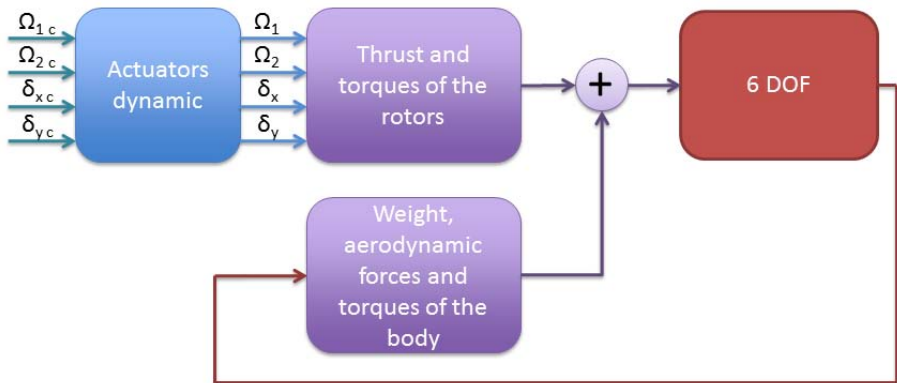 Ω1 c
Ω2 c
δx c
δy c
Actuators
dynamic
Ω1
Ω2
δx
δy
Thrust and
torques of the
rotors
+
6 DOF
Weight,
aerodynamic
forces and
torques of the
body